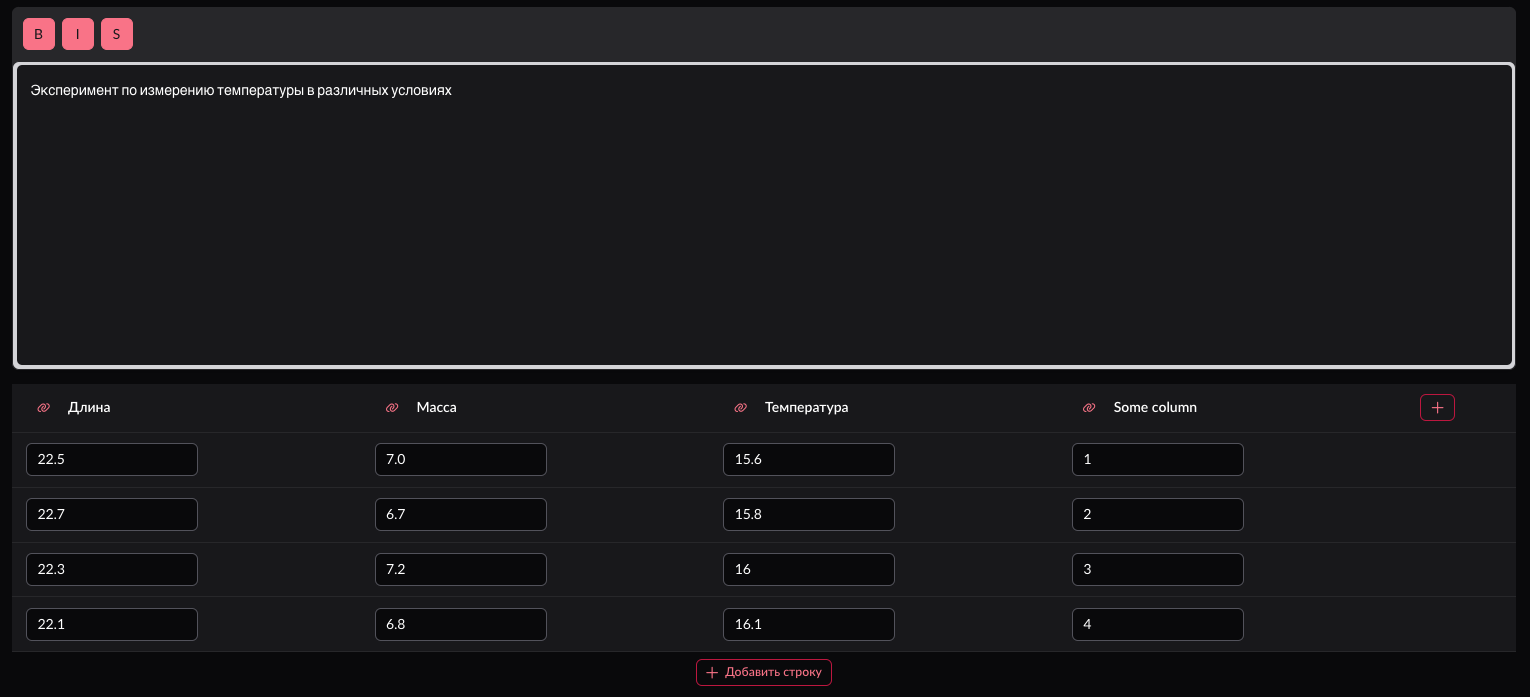 B I S
Эксперимент по измерению температуры в различных условиях
Длина Масса Температура Some column
22.5 7.0 15.6 1
22.7 6.7 15.8 2
22.3 7.2 16 3
22.1 6.8 16.1 4
+ Добавить строку